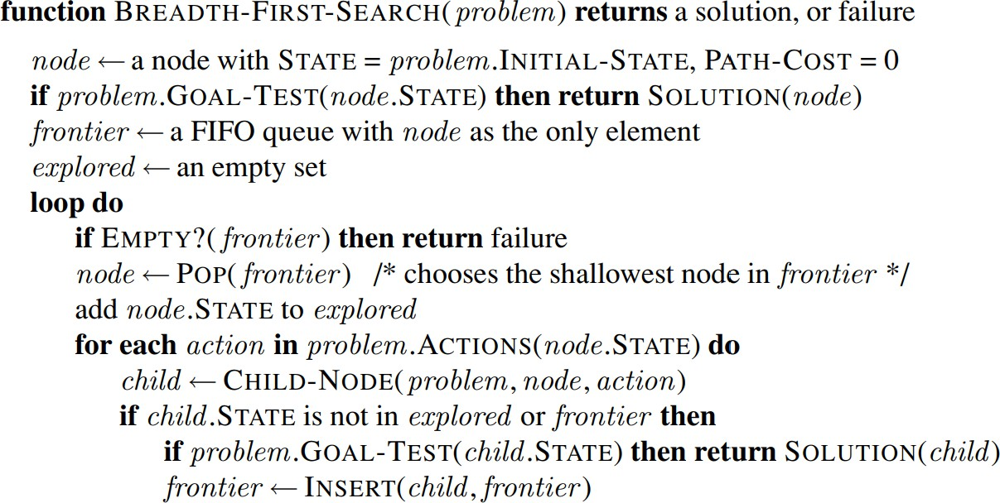 function BREADTH-FIRST-SEARCH(problem) returns a solution, or failure
node ← a node with STATE = problem.INITIAL-STATE, PATH-COST = 0
if problem.GOAL-TEST(node.STATE) then return SOLUTION(node)
frontier ← a FIFO queue with node as the only element
explored ← an empty set
loop do
if EMPTY?(frontier) then return failure
node ← POP(frontier) /* chooses the shallowest node in frontier */
add node.STATE to explored
for each action in problem.ACTIONS(node.STATE) do
child ← CHILD-NODE(problem, node, action)
if child.STATE is not in explored or frontier then
if problem.GOAL-TEST(child.STATE) then return SOLUTION(child)
frontier ← INSERT(child, frontier)